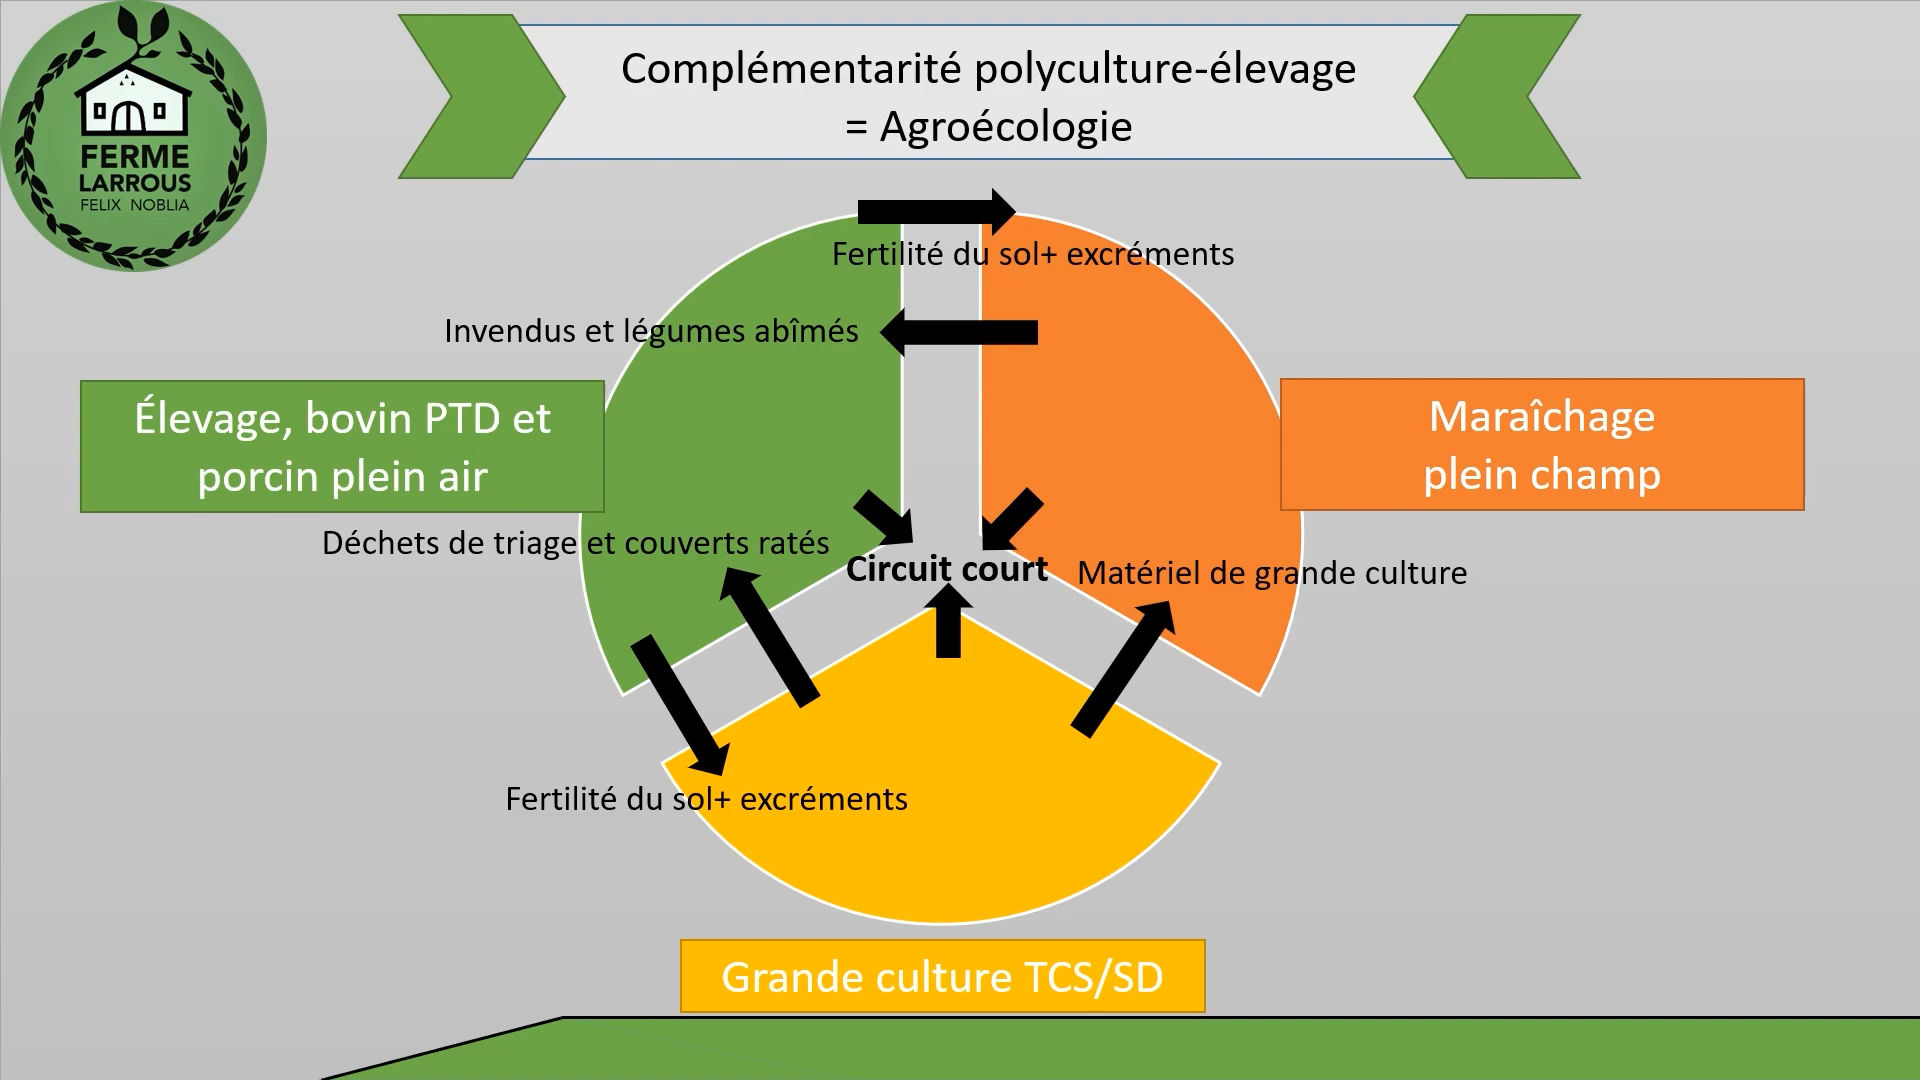 FERME
LARROUS
FELIX NOBLIA
Complémentarité polyculture-élevage
= Agroécologie
Fertilité du sol+ excréments
Invendus et légumes abîmés
Élevage, bovin PTD et
porcin plein air
Maraîchage
plein champ
Déchets de triage et couverts ratés
Circuit court
Matériel de grande culture
Fertilité du sol+ excréments
Grande culture TCS/SD